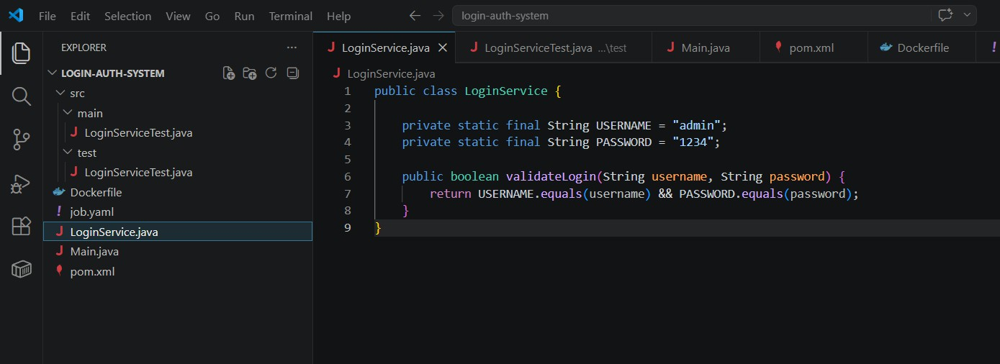 File Edit Selection View Go Run Terminal Help
login-auth-system
EXPLORER
LOGIN-AUTH-SYSTEM
src
main
LoginServiceTest.java
test
LoginServiceTest.java
Dockerfile
job.yaml
LoginService.java
Main.java
pom.xml
LoginService.java LoginServiceTest.java ...\test Main.java pom.xml Dockerfile
LoginService.java
1 public class LoginService {
2
3 private static final String USERNAME = "admin";
4 private static final String PASSWORD = "1234";
5
6 public boolean validateLogin(String username, String password) {
7 return USERNAME.equals(username) && PASSWORD.equals(password);
8 }
9 }